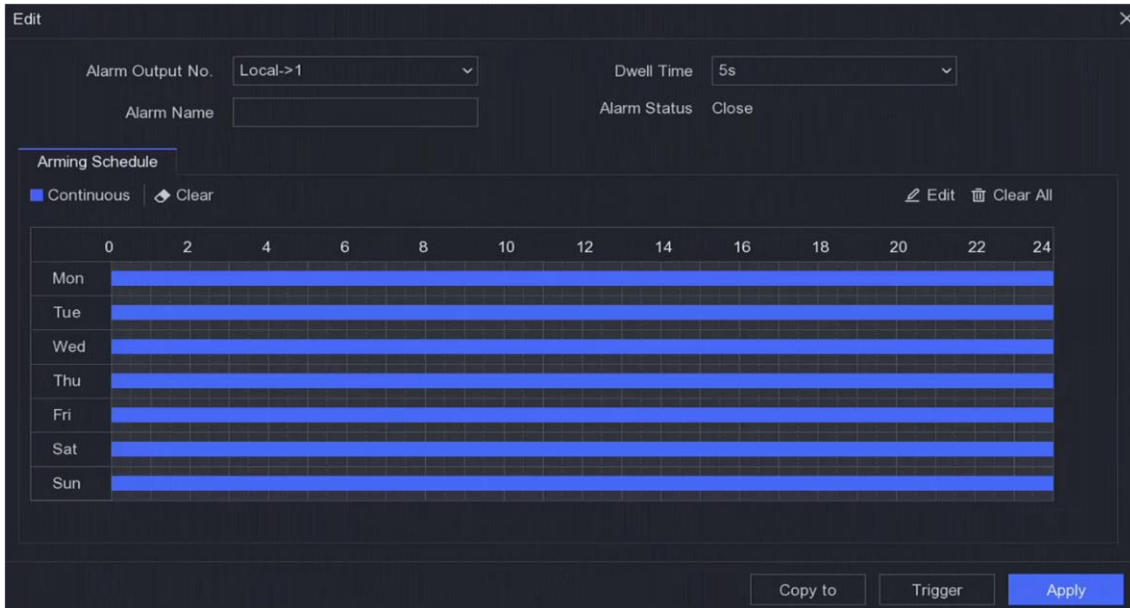 Edit
Alarm Output No. Local->1 Dwell Time 5s
Alarm Name Alarm Status Close
Arming Schedule
Continuous Clear Edit Clear All
0 2 4 6 8 10 12 14 16 18 20 22 24
Mon
Tue
Wed
Thu
Fri
Sat
Sun
Copy to Trigger Apply